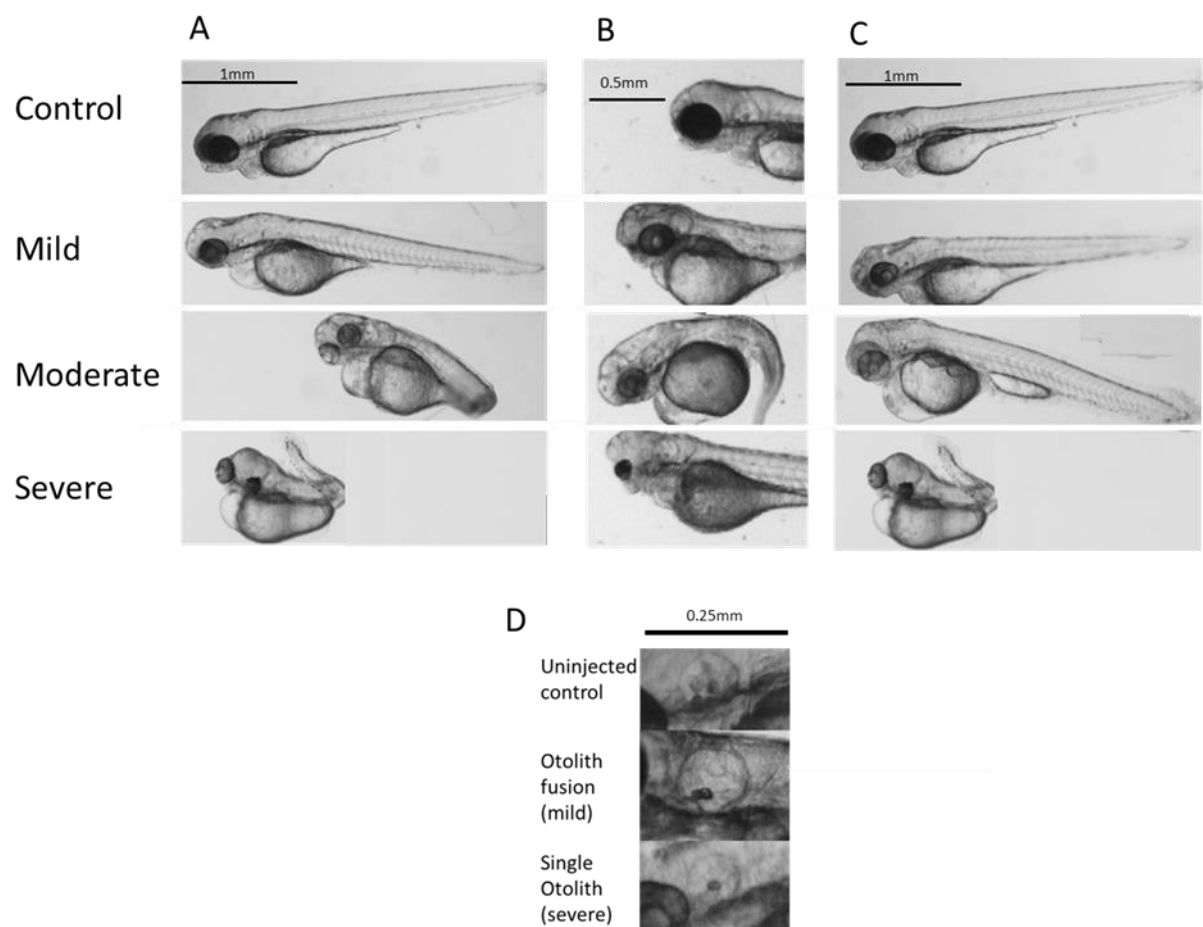 A
B
C
Control
1mm
0.5mm
1mm
Mild
Moderate
Severe
D
0.25mm
Uninjected
control
Otolith
fusion
(mild)
Single
Otolith
(severe)